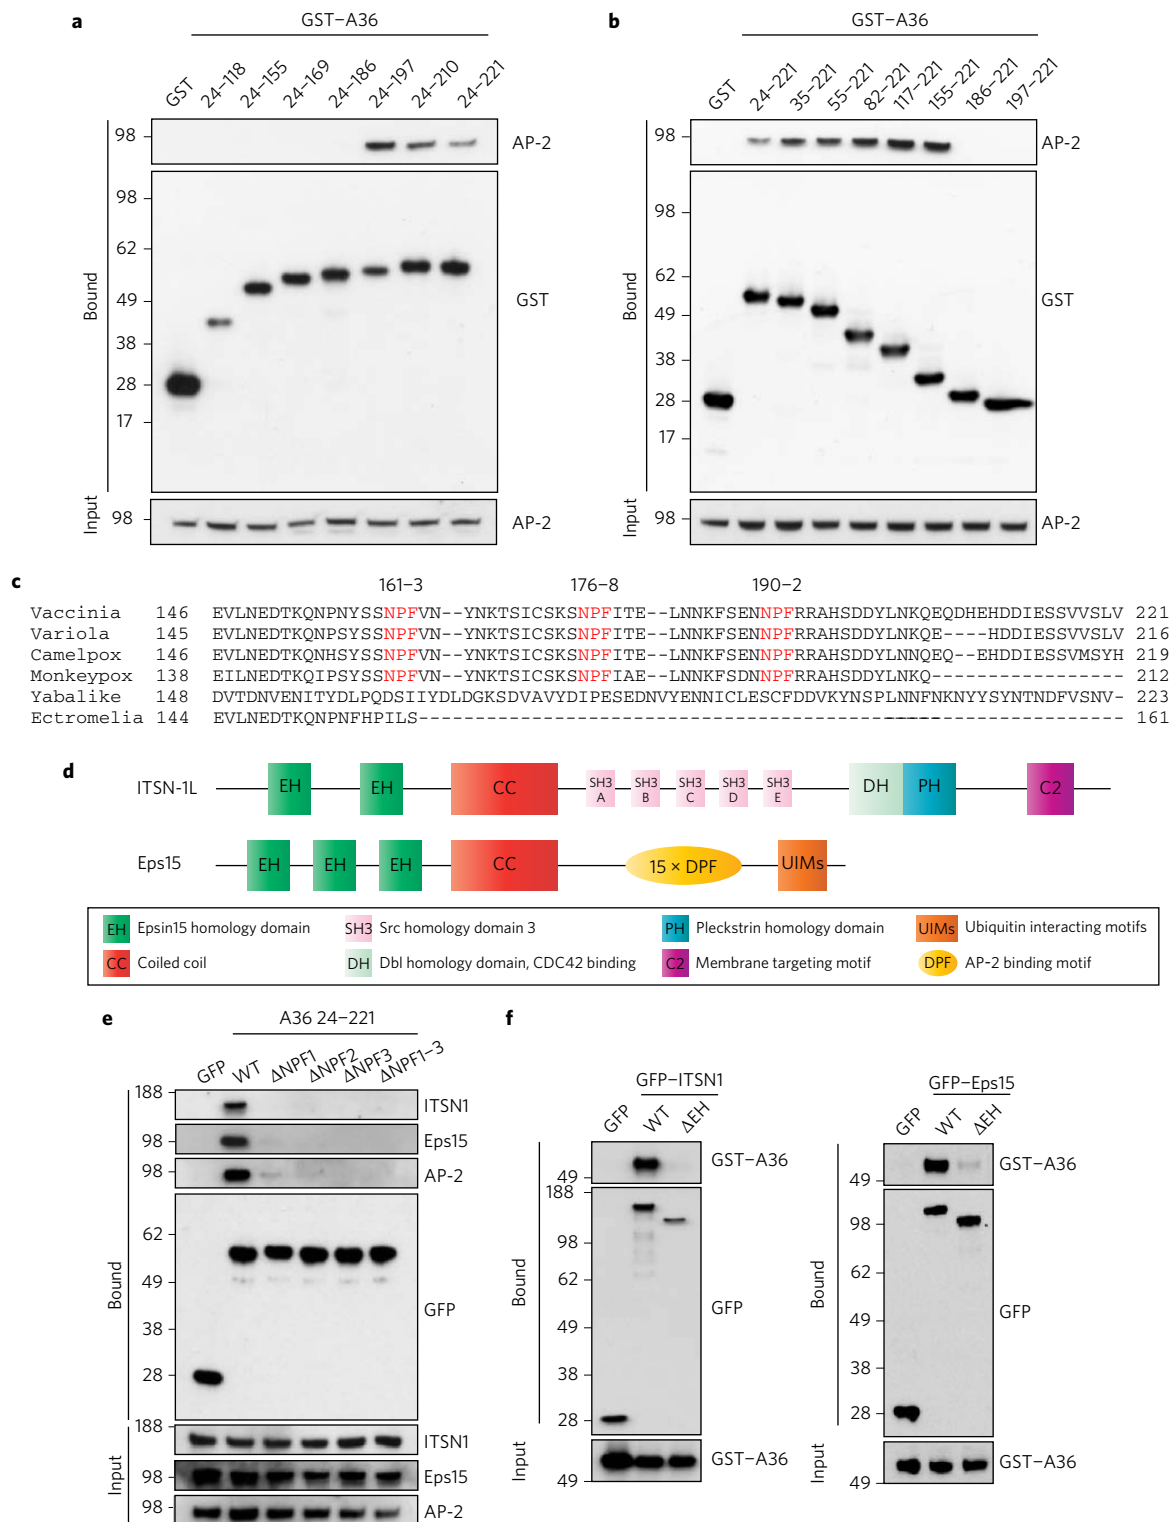 a
GST–A36
GST
24–118
24–155
24–169
24–186
24–197
24–210
24–221
98
AP-2
Bound
98
62
49
38
28
17
GST
Input
98
AP-2
b
GST–A36
GST
24–221
35–221
55–221
82–221
117–221
155–221
186–221
197–221
98
AP-2
Bound
98
62
49
38
28
17
GST
Input
98
AP-2
c
161–3 176–8 190–2
Vaccinia 146 EVLNEDTKQNPNYSSNPFVN--YNKTSICSKSNPFITE--LNNKFSENNPFRRAHSDDYLNKQEQDHEHDDIESSVVSLV 221
Variola 145 EVLNEDTKQNPSYSSNPFVN--YNKTSICSKSNPFITE--LNNKFSENNPFRRAHSDDYLNKQE----HDDIESSVVSLV 216
Camelpox 146 EVLNEDTKQNHSYSSNPFVN--YNKTSICSKSNPFITE--LNNKFSENNPFRRAHSDDYLNNQEQ--EHDDIESSVMSYH 219
Monkeypox 138 EILNEDTKQIPSYSSNPFVN--YNKTSICSKSNPFIAE--LNNKFSDNNPFRRAHSDDYLNKQ----------------- 212
Yabalike 148 DVTDNVENITYDLPQDSIIYDLDGKSDVAVYDIPESEDNVYENNICLESCFDDVKYNSPLNNFNKNYYSYNTNDFVSNV- 223
Ectromelia 144 EVLNEDTKQNPNFHPILS-------------------------------------------------------------- 161
d
ITSN-1L
EH
EH
CC
SH3 A
SH3 B
SH3 C
SH3 D
SH3 E
DH
PH
C2
Eps15
EH
EH
EH
CC
15 × DPF
UIMs
EH Epsin15 homology domain
SH3 Src homology domain 3
PH Pleckstrin homology domain
UIMs Ubiquitin interacting motifs
CC Coiled coil
DH Dbl homology domain, CDC42 binding
C2 Membrane targeting motif
DPF AP-2 binding motif
e
A36 24–221
GFP
WT
ΔNPF1
ΔNPF2
ΔNPF3
ΔNPF1–3
Bound
188
ITSN1
98
Eps15
98
AP-2
62
49
38
28
GFP
Input
188
ITSN1
98
Eps15
98
AP-2
f
GFP–ITSN1
GFP
WT
ΔEH
Bound
49
GST–A36
188
98
62
49
38
28
GFP
Input
49
GST–A36
GFP–Eps15
GFP
WT
ΔEH
Bound
49
GST–A36
98
62
49
38
28
GFP
Input
49
GST–A36